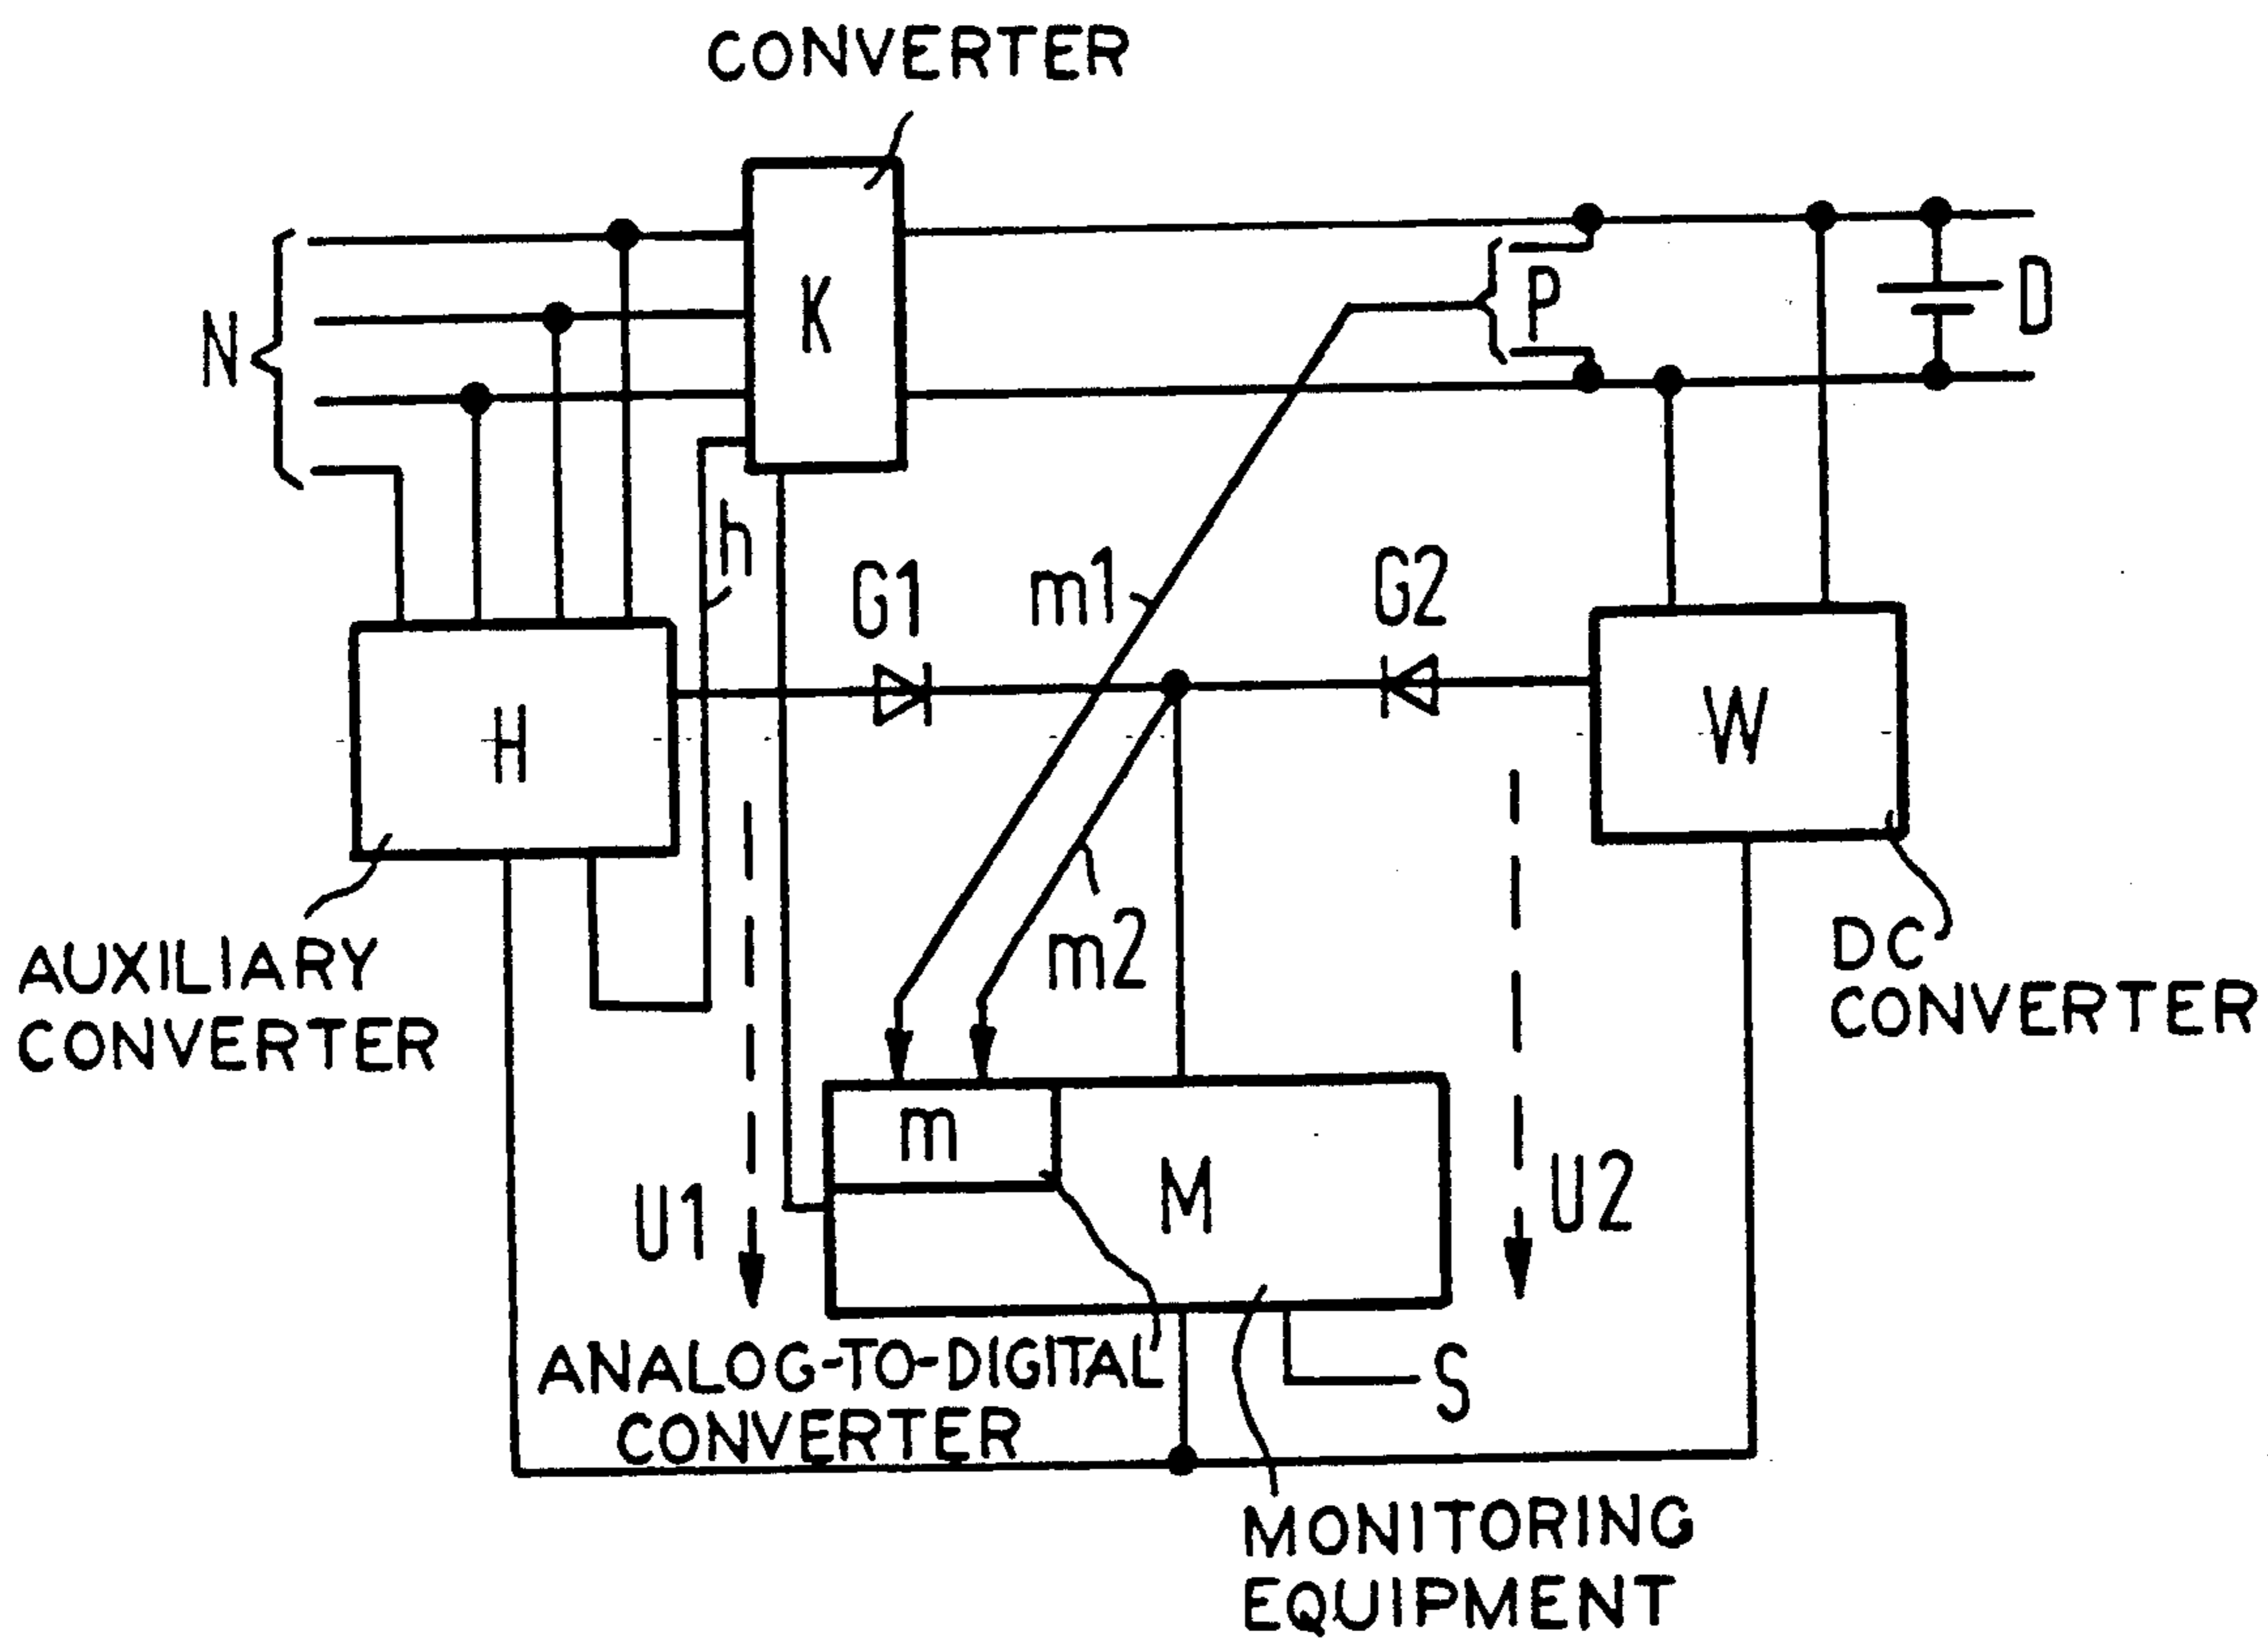 CONVERTER
K
P
D
N
h
G1
m1
G2
H
W
m2
AUXILIARY
CONVERTER
DC
CONVERTER
m
M
U1
U2
ANALOG-TO-DIGITAL
CONVERTER
S
MONITORING
EQUIPMENT